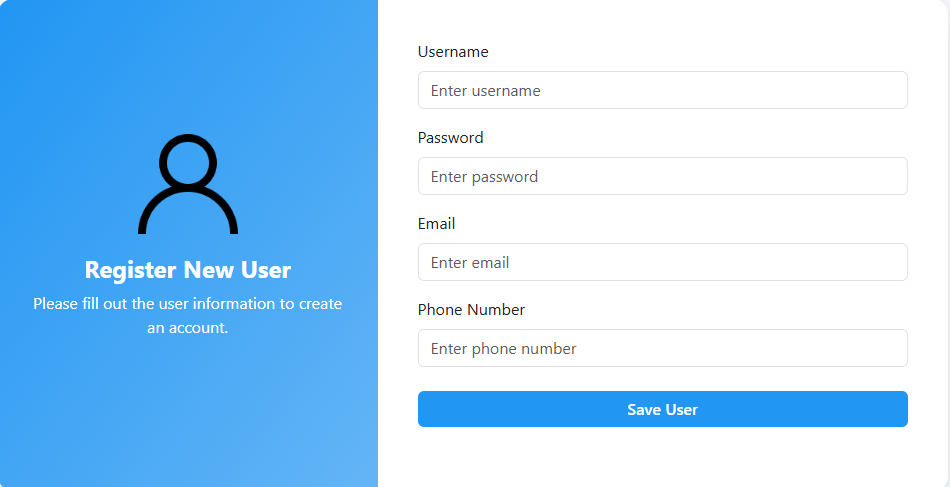 Register New User
Please fill out the user information to create
an account.
Username
Enter username
Password
Enter password
Email
Enter email
Phone Number
Enter phone number
Save User